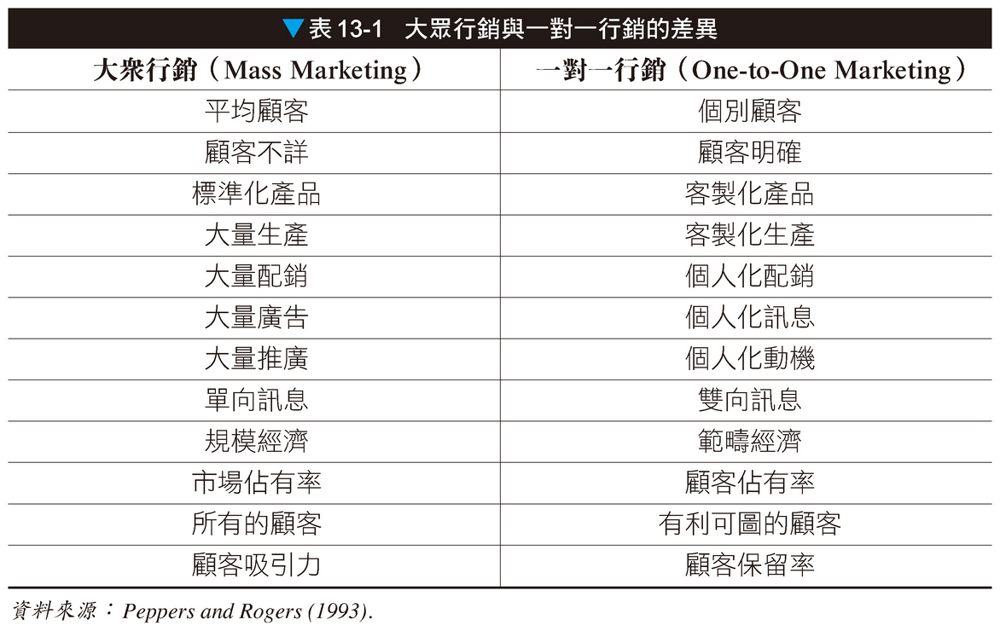 ▼表 13-1 大眾行銷與一對一行銷的差異
大眾行銷（Mass Marketing） 一對一行銷（One-to-One Marketing）
平均顧客 個別顧客
顧客不詳 顧客明確
標準化產品 客製化產品
大量生產 客製化生產
大量配銷 個人化配銷
大量廣告 個人化訊息
大量推廣 個人化動機
單向訊息 雙向訊息
規模經濟 範疇經濟
市場佔有率 顧客佔有率
所有的顧客 有利可圖的顧客
顧客吸引力 顧客保留率
資料來源：Peppers and Rogers (1993).